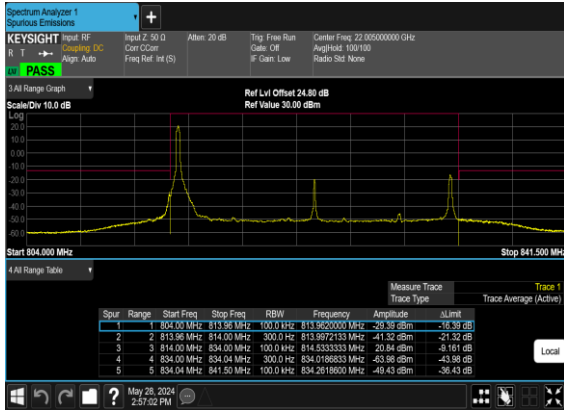 Spectrum Analyzer 1
Spurious Emissions
+
KEYSIGHT Input: RF Input Z: 50 Ω Atten: 20 dB Trig: Free Run Center Freq: 22.005000000 GHz
R T Coupling: DC Corr CCorr Gate: Off Avg|Hold: 100/100
Align: Auto Freq Ref: Int (S) IF Gain: Low Radio Std: None
PASS
3 All Range Graph
Ref Lvl Offset 24.80 dB
Scale/Div 10.0 dB Ref Value 30.00 dBm
Log
20.0
10.0
0.00
-10.0
-20.0
-30.0
-40.0
-50.0
-60.0
Start 804.000 MHz Stop 841.500 MHz
4 All Range Table
Measure Trace Trace 1
Trace Type Trace Average (Active)
Spur Range Start Freq Stop Freq RBW Frequency Amplitude ΔLimit
1 1 804.00 MHz 813.96 MHz 100.0 kHz 813.9620000 MHz -29.39 dBm -16.39 dB
2 2 813.96 MHz 814.00 MHz 300.0 Hz 813.9972133 MHz -41.32 dBm -21.32 dB
3 3 814.00 MHz 834.00 MHz 100.0 kHz 814.5333333 MHz 20.84 dBm -9.161 dB
4 4 834.00 MHz 834.04 MHz 300.0 Hz 834.0186833 MHz -63.98 dBm -43.98 dB
5 5 834.04 MHz 841.50 MHz 100.0 kHz 834.2618600 MHz -49.43 dBm -36.43 dB
Local
? May 28, 2024
2:57:02 PM